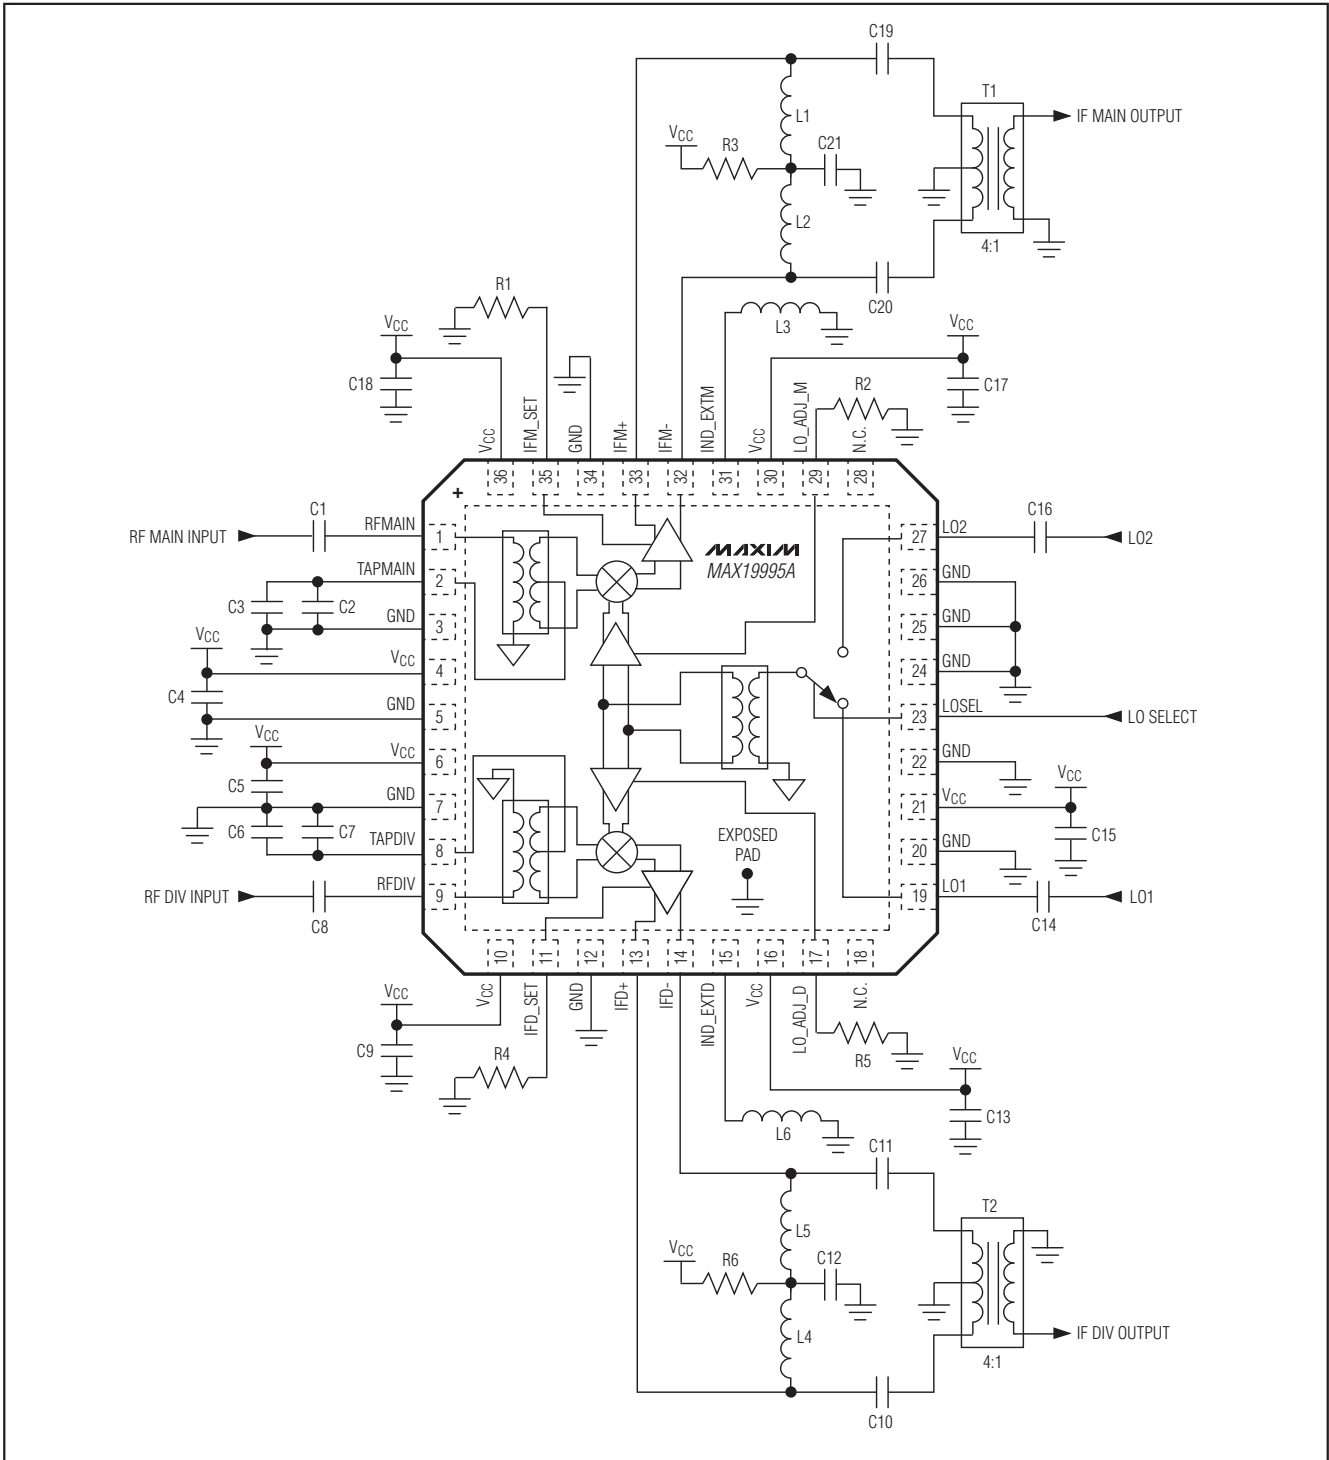 C19
T1
IF MAIN OUTPUT
L1
VCC
R3
C21
L2
4:1
C20
R1
L3
VCC
VCC
C18
C17
R2
VCC
IFM_SET
GND
IFM+
IFM-
IND_EXTM
VCC
LO_ADJ_M
N.C.
36
35
34
33
32
31
30
29
28
+
MAXIM
MAX19995A
RF MAIN INPUT
C1
RFMAIN
1
27
LO2
C16
LO2
TAPMAIN
2
26
GND
C3
C2
GND
3
25
GND
VCC
VCC
4
24
GND
C4
GND
5
23
LOSEL
LO SELECT
VCC
VCC
6
22
GND
C5
VCC
GND
7
21
VCC
C6
C7
C15
TAPDIV
8
EXPOSED
PAD
20
GND
RF DIV INPUT
C8
RFDIV
9
19
LO1
C14
LO1
10
11
12
13
14
15
16
17
18
VCC
IFD_SET
GND
IFD+
IFD-
IND_EXTD
VCC
LO_ADJ_D
N.C.
VCC
C9
R4
R5
VCC
C13
L6
C11
T2
L5
VCC
R6
C12
L4
IF DIV OUTPUT
4:1
C10